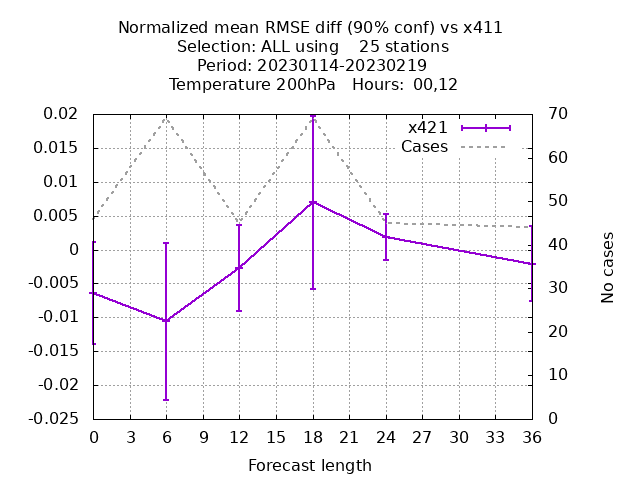 Normalized mean RMSE diff (90% conf) vs x411
Selection: ALL using    25 stations
Period: 20230114-20230219
Temperature 200hPa   Hours:  00,12
x421
Cases
0.02
0.015
0.01
0.005
0
-0.005
-0.01
-0.015
-0.02
-0.025
70
60
50
40
30
20
10
0
No cases
0 3 6 9 12 15 18 21 24 27 30 33 36
Forecast length